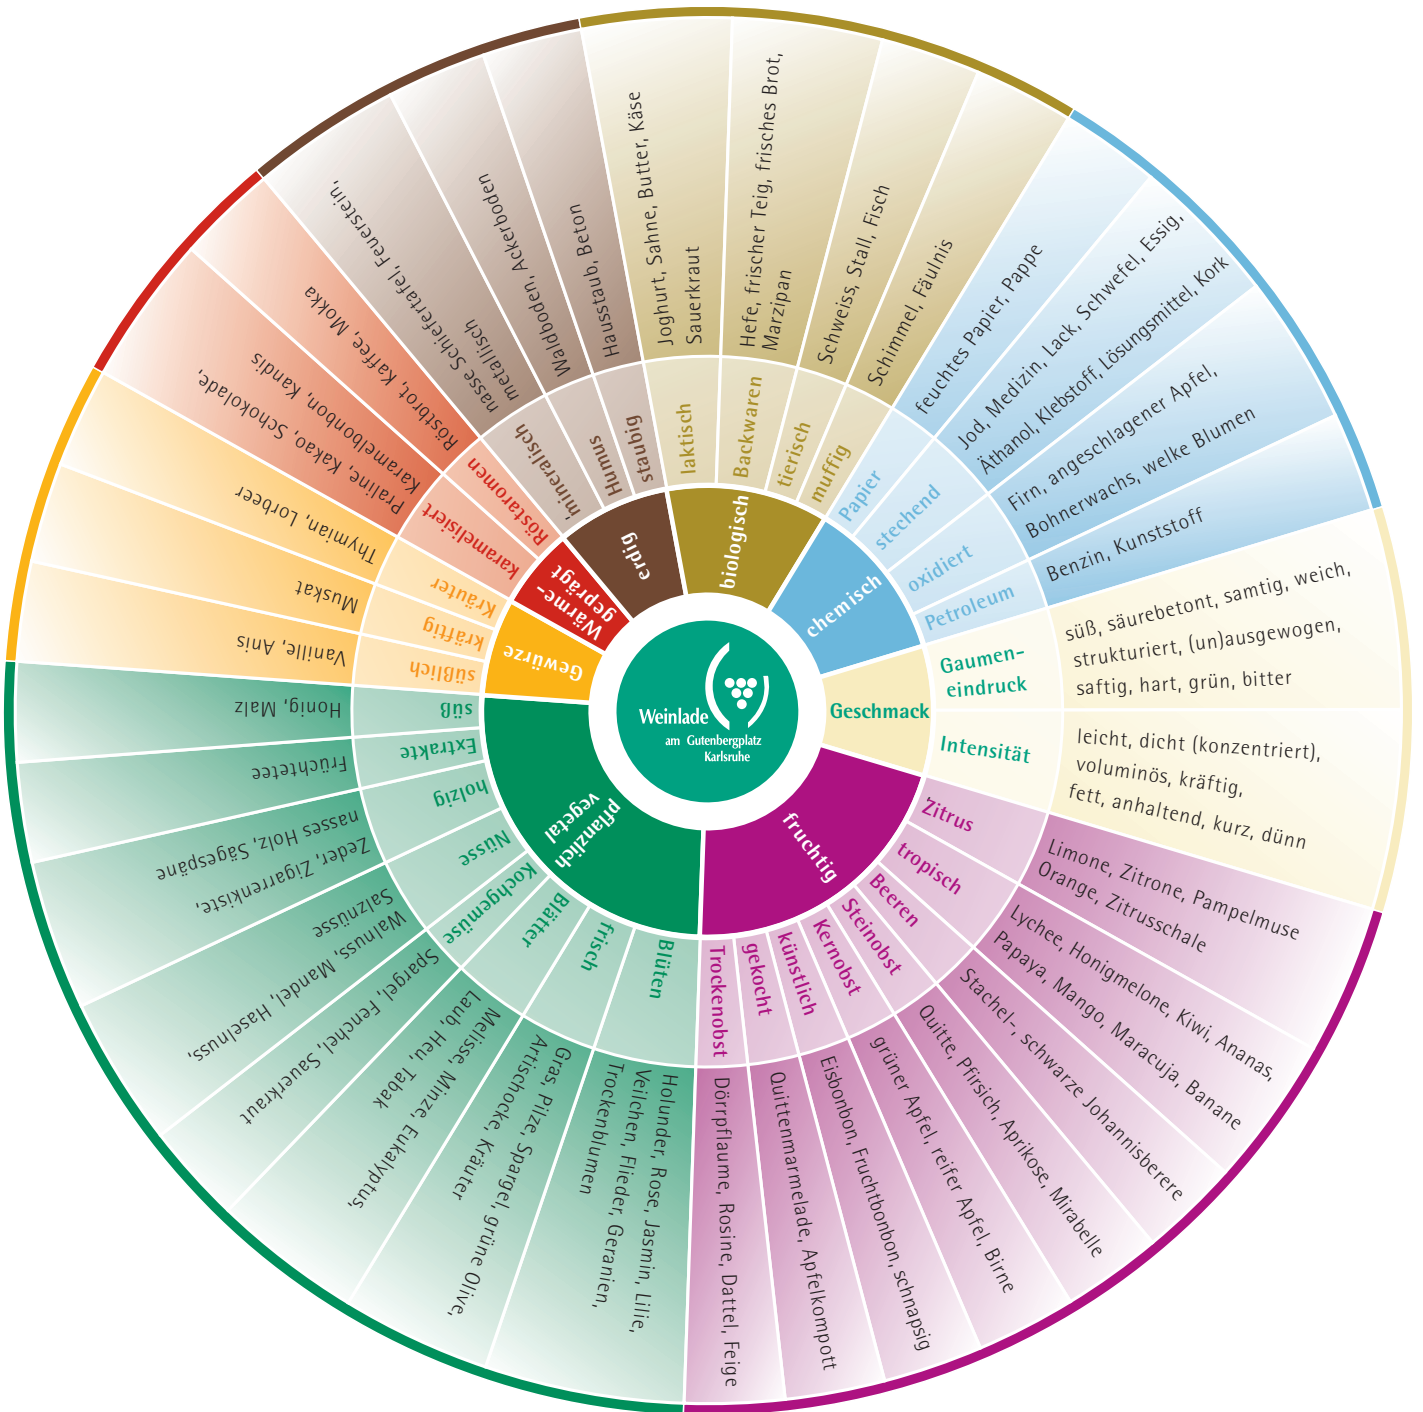 Weinlade
am Gutenbergplatz
Karlsruhe
biologisch
laktisch
Joghurt, Sahne, Butter, Käse
Sauerkraut
Backwaren
Hefe, frischer Teig, frisches Brot,
Marzipan
tierisch
Schweiss, Stall, Fisch
muffig
Schimmel, Fäulnis
chemisch
Papier
feuchtes Papier, Pappe
stechend
Jod, Medizin, Lack, Schwefel, Essig,
Äthanol, Klebstoff, Lösungsmittel, Kork
oxidiert
Firn, angeschlagener Apfel,
Bohnerwachs, welke Blumen
Petroleum
Benzin, Kunststoff
Geschmack
Gaumen-
eindruck
süß, säurebetont, samtig, weich,
strukturiert, (un)ausgewogen,
saftig, hart, grün, bitter
Intensität
leicht, dicht (konzentriert),
voluminös, kräftig,
fett, anhaltend, kurz, dünn
fruchtig
Zitrus
Limone, Zitrone, Pampelmuse
Orange, Zitrusschale
tropisch
Lychee, Honigmelone, Kiwi, Ananas,
Papaya, Mango, Maracuja, Banane
Beeren
Stachel-, schwarze Johannisberere
Steinobst
Quitte, Pfirsich, Aprikose, Mirabelle
Kernobst
grüner Apfel, reifer Apfel, Birne
künstlich
Eisbonbon, Fruchtbonbon, schnapsig
gekocht
Quittenmarmelade, Apfelkompott
Trockenobst
Dörrpflaume, Rosine, Dattel, Feige
pflanzlich
vegetal
Blüten
Holunder, Rose, Jasmin, Lilie,
Veilchen, Flieder, Geranien,
Trockenblumen
frisch
Gras, Pilze, Spargel, grüne Olive,
Artischocke, Kräuter
Blätter
Melisse, Minze, Eukalyptus,
Laub, Heu, Tabak
Kochgemüse
Spargel, Fenchel, Sauerkraut
Nüsse
Walnuss, Mandel, Haselnuss,
Salznüsse
holzig
Zeder, Zigarrenkiste,
nasses Holz, Sägespäne
Extrakte
Früchtetee
süß
Honig, Malz
Gewürze
süßlich
Vanille, Anis
kräftig
Muskat
Kräuter
Thymian, Lorbeer
Wärme-
geprägt
karamelisiert
Praline, Kakao, Schokolade,
Karamelbonbon, Kandis
Röstaromen
Röstbrot, Kaffee, Mokka
erdig
'mineralisch
nasse Schiefertafel, Feuerstein,
metallisch
Humus
Waldboden, Ackerboden
staubig
Hausstaub, Beton